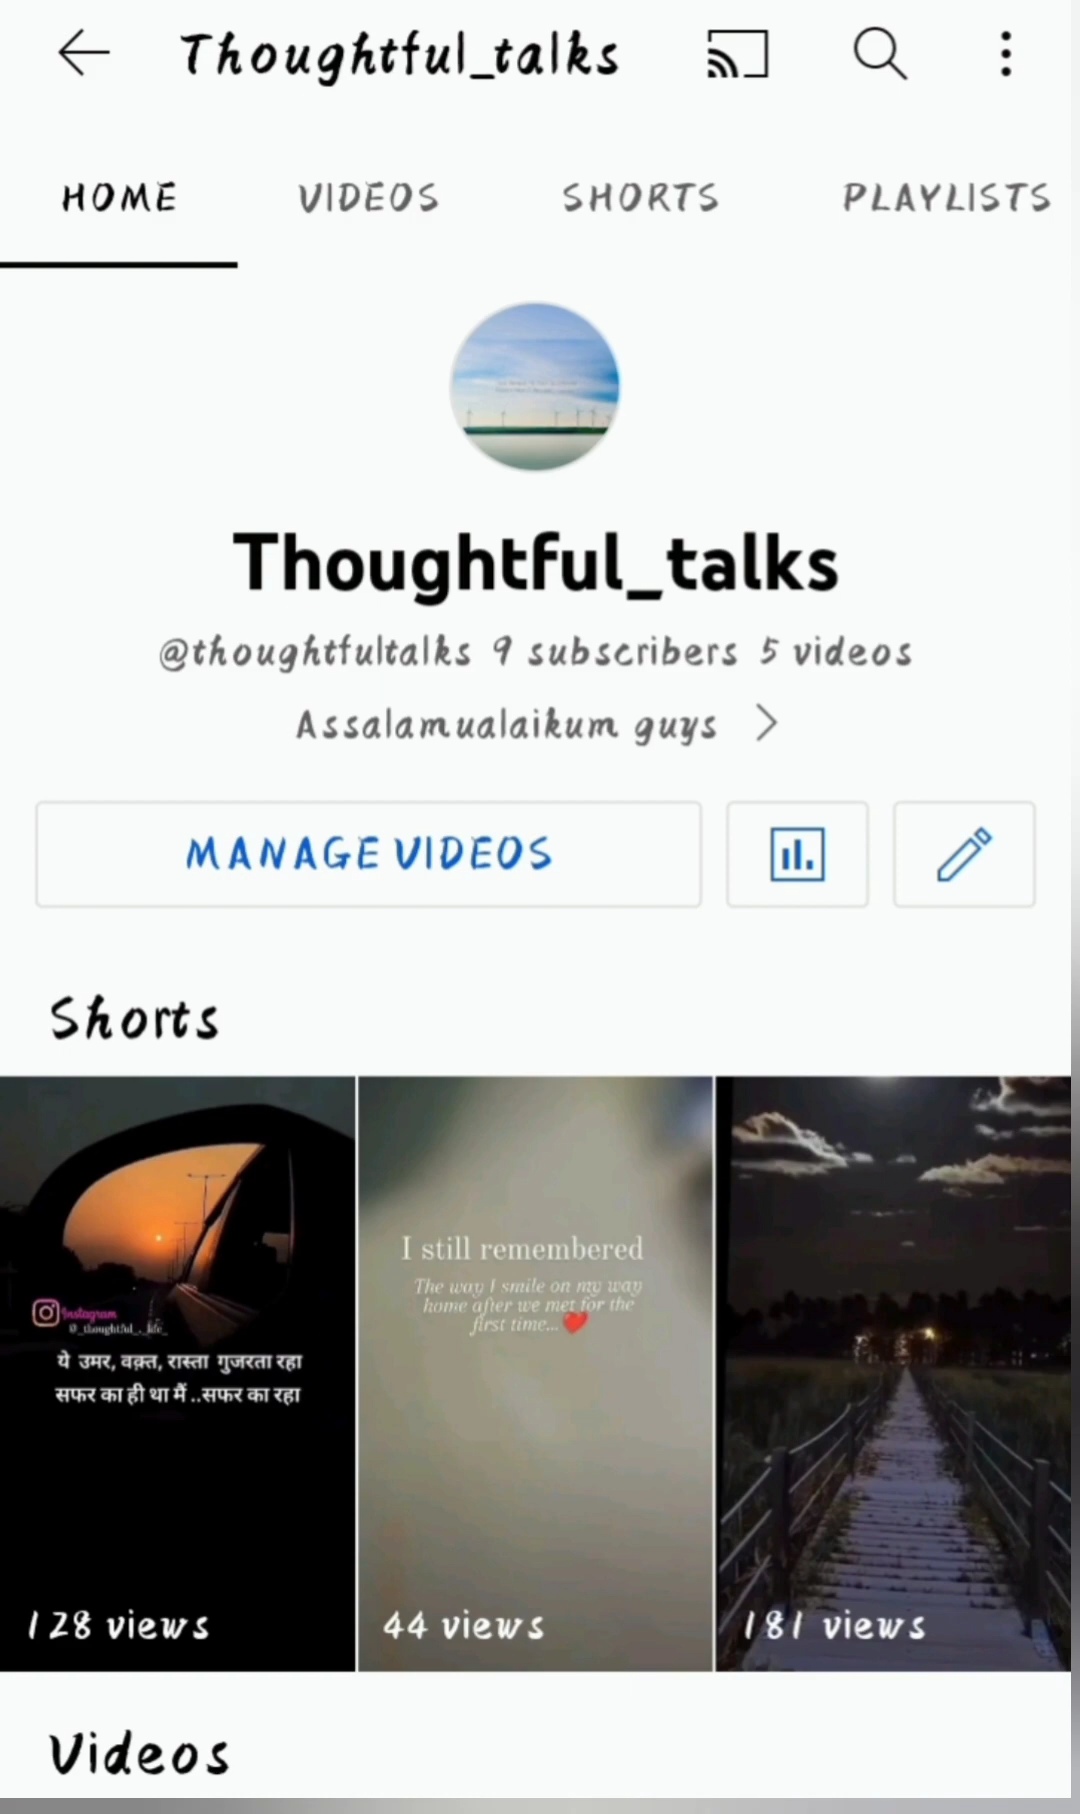 Thoughtful_talks
HOME VIDEOS SHORTS PLAYLISTS
Thoughtful_talks
@thoughtfultalks 9 subscribers 5 videos
Assalamualaikum guys
MANAGE VIDEOS
Shorts
Instagram
ये उमर, वक़्त, रास्ता गुजरता रहा
सफर का ही था मैं ..सफर का रहा
128 views
I still remembered
The way I smile on my way
home after we met for the
first time...❤️
44 views
181 views
Videos